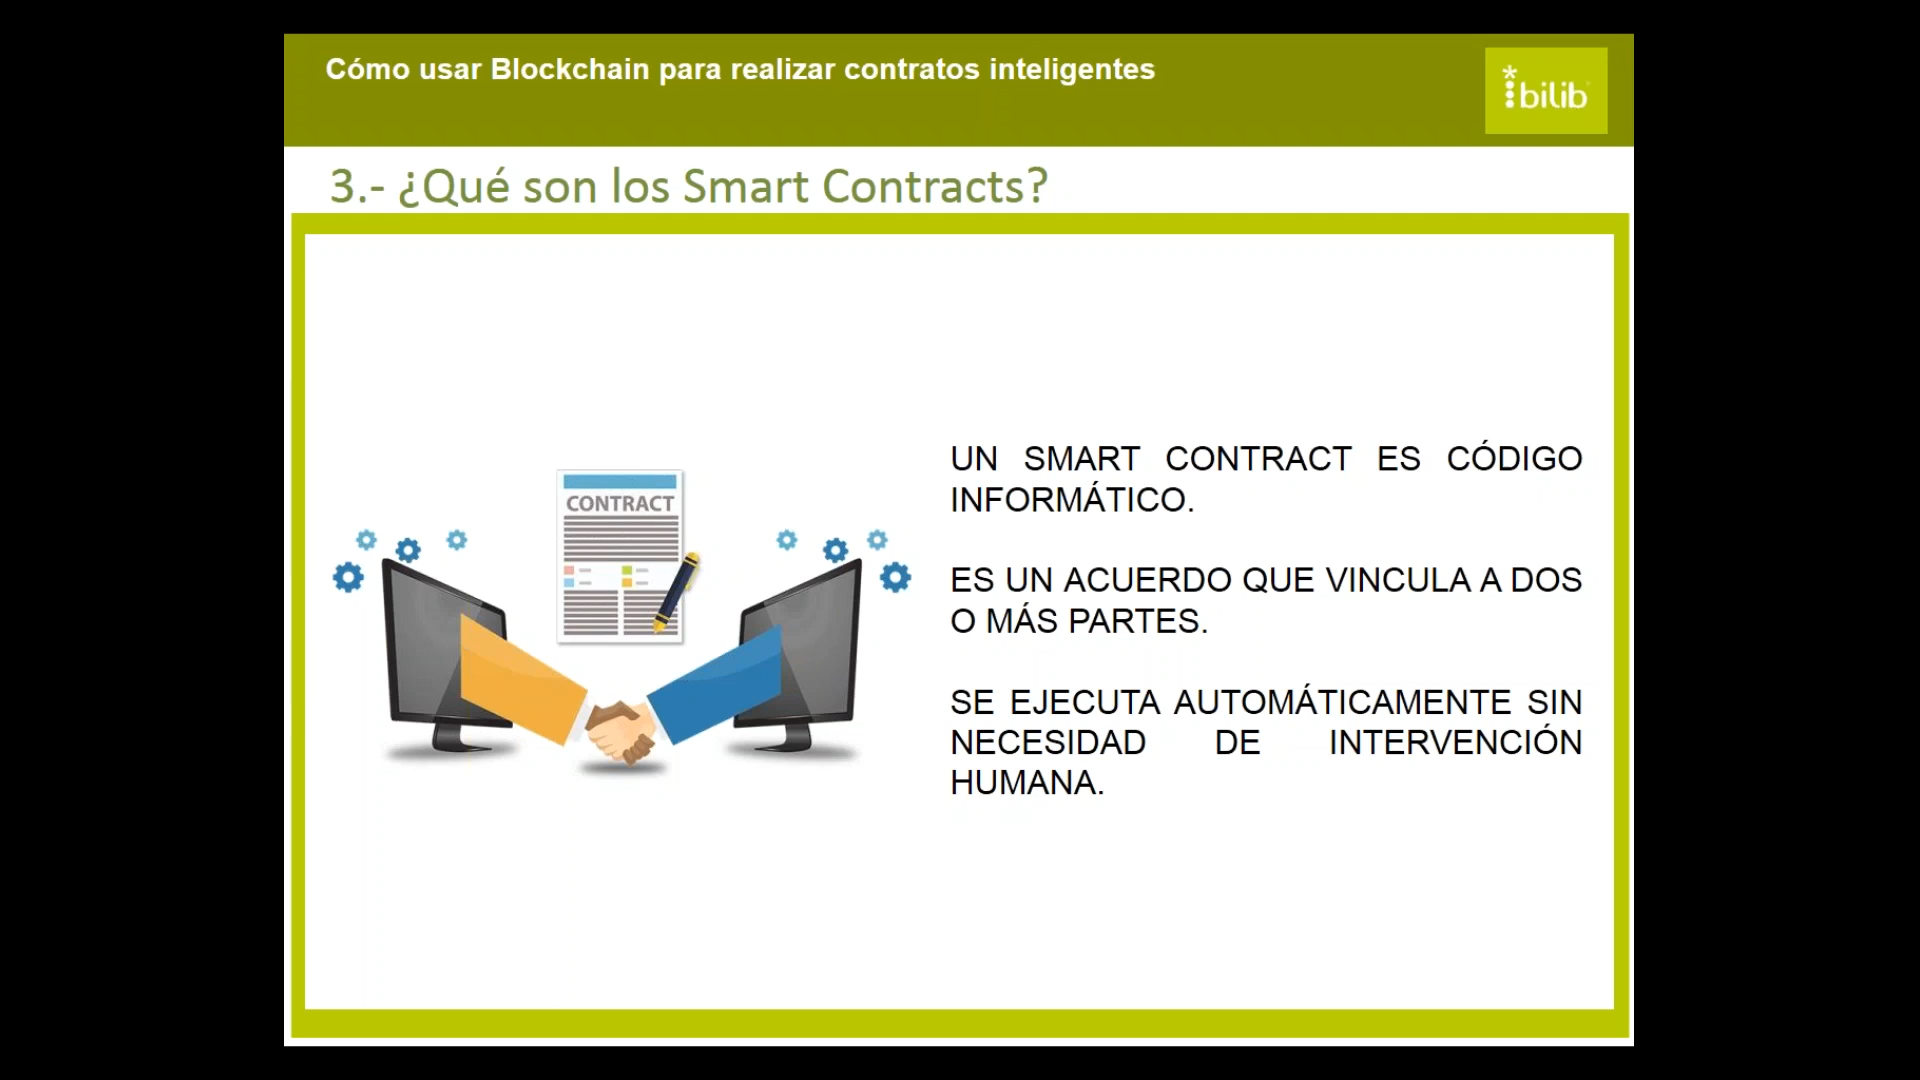 Cómo usar Blockchain para realizar contratos inteligentes
bilib
3.- ¿Qué son los Smart Contracts?
CONTRACT
UN SMART CONTRACT ES CÓDIGO
INFORMÁTICO.
ES UN ACUERDO QUE VINCULA A DOS
O MÁS PARTES.
SE EJECUTA AUTOMÁTICAMENTE SIN
NECESIDAD DE INTERVENCIÓN
HUMANA.